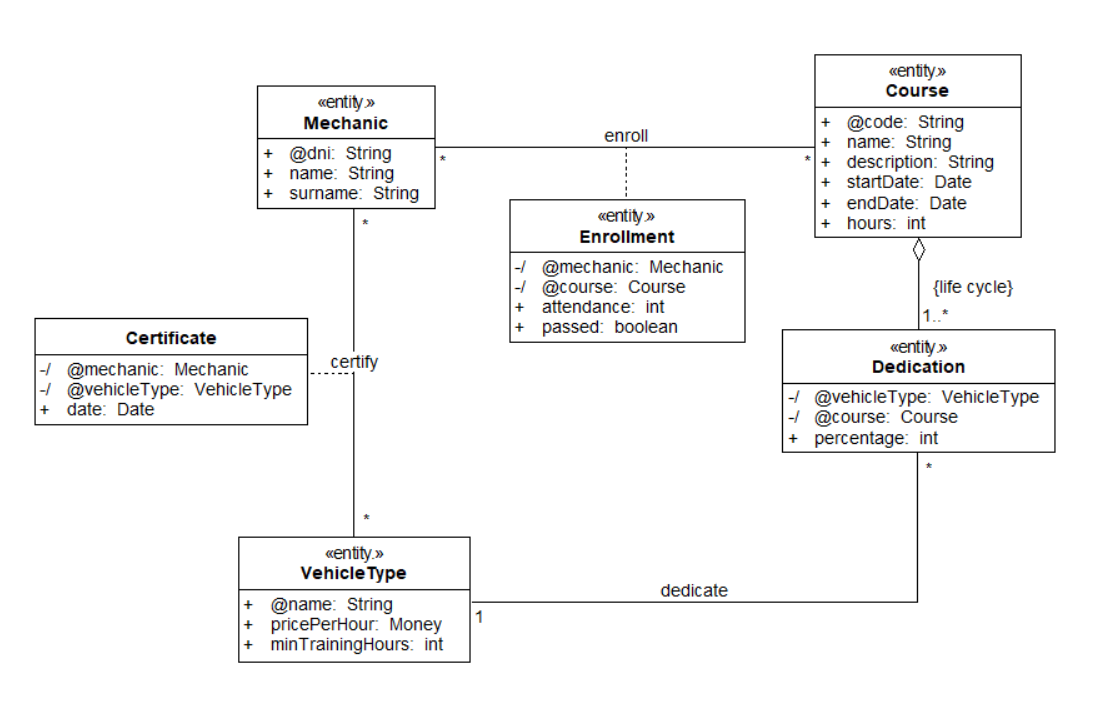 «entity»
Course
+ @code: String
+ name: String
+ description: String
+ startDate: Date
+ endDate: Date
+ hours: int
«entity»
Mechanic
+ @dni: String
+ name: String
+ surname: String
enroll
*
*
«entity»
Enrollment
-/ @mechanic: Mechanic
-/ @course: Course
+ attendance: int
+ passed: boolean
*
{life cycle}
1..*
Certificate
-/ @mechanic: Mechanic
-/ @vehicleType: VehicleType
+ date: Date
certify
«entity»
Dedication
-/ @vehicleType: VehicleType
-/ @course: Course
+ percentage: int
*
*
«entity»
VehicleType
+ @name: String
+ pricePerHour: Money
+ minTrainingHours: int
dedicate
1